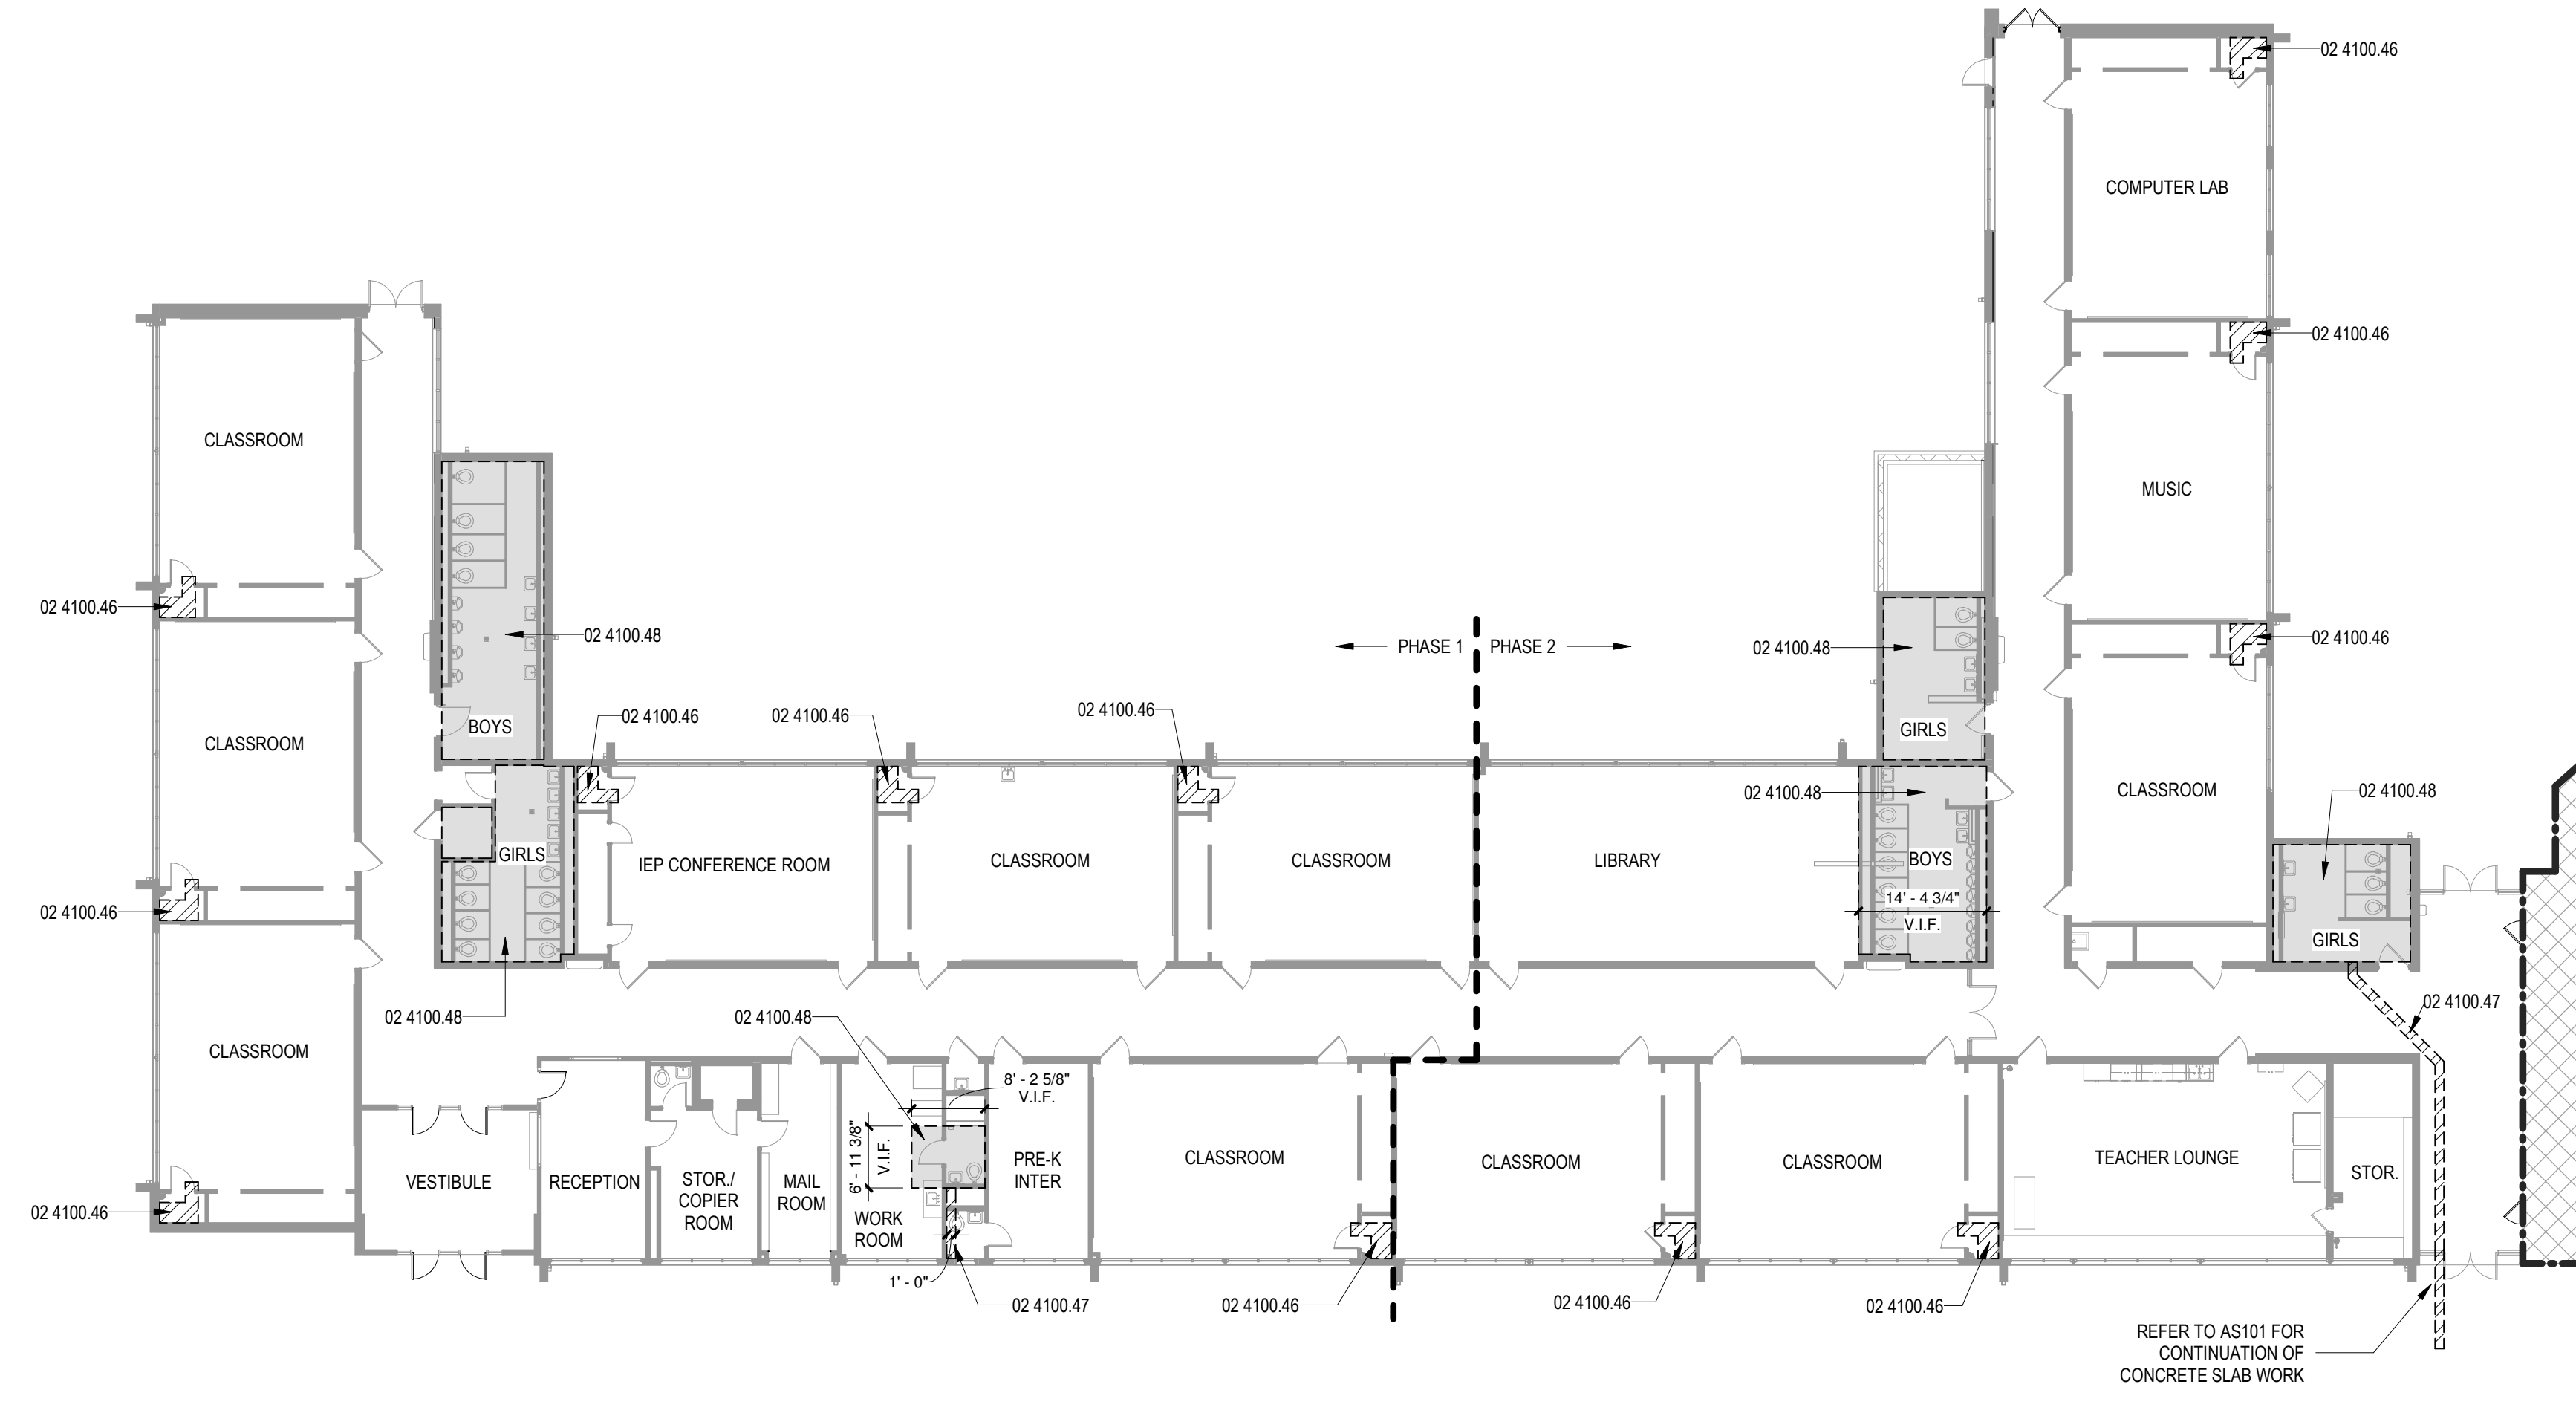 02 4100.46
COMPUTER LAB
02 4100.46
CLASSROOM
MUSIC
02 4100.46
02 4100.46
02 4100.48
PHASE 1
PHASE 2
02 4100.48
02 4100.46
02 4100.46
02 4100.46
BOYS
GIRLS
CLASSROOM
02 4100.48
CLASSROOM
02 4100.48
GIRLS
IEP CONFERENCE ROOM
CLASSROOM
CLASSROOM
LIBRARY
BOYS
14' - 4 3/4"
V.I.F.
02 4100.46
GIRLS
02 4100.48
02 4100.48
02 4100.47
CLASSROOM
8' - 2 5/8"
V.I.F.
6' - 11 3/8"
V.I.F.
VESTIBULE
RECEPTION
STOR./
COPIER
ROOM
MAIL
ROOM
WORK
ROOM
PRE-K
INTER
CLASSROOM
CLASSROOM
CLASSROOM
TEACHER LOUNGE
STOR.
02 4100.46
1' - 0"
02 4100.47
02 4100.46
02 4100.46
02 4100.46
REFER TO AS101 FOR
CONTINUATION OF
CONCRETE SLAB WORK